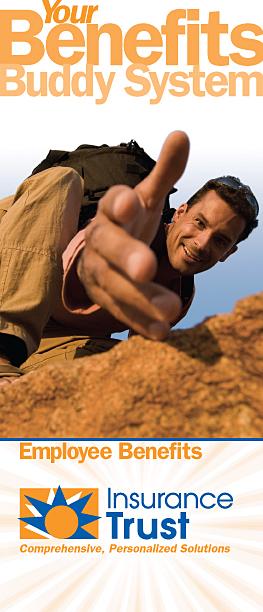 Your
Benefits
Buddy System
Employee Benefits
Insurance
Trust
Comprehensive, Personalized Solutions